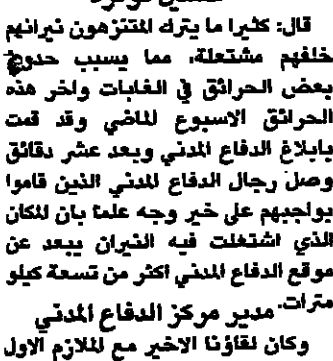 قال: كثيرا ما يترك المتنزهون نيرانهم
خلفهم مشتعلة، مما يسبب حدوث
بعض الحرائق في الغابات واخر هذه
الحرائق الاسبوع الماضي وقد قمت
بابلاغ الدفاع المدني وبعد عشر دقائق
وصل رجال الدفاع المدني الذين قاموا
بواجبهم على خير وجه علما بان المكان
الذي اشتعلت فيه النيران يبعد عن
موقع الدفاع المدني اكثر من تسعة كيلو
مترات.
مدير مركز الدفاع المدني
وكان لقاؤنا الاخير مع الملازم الاول